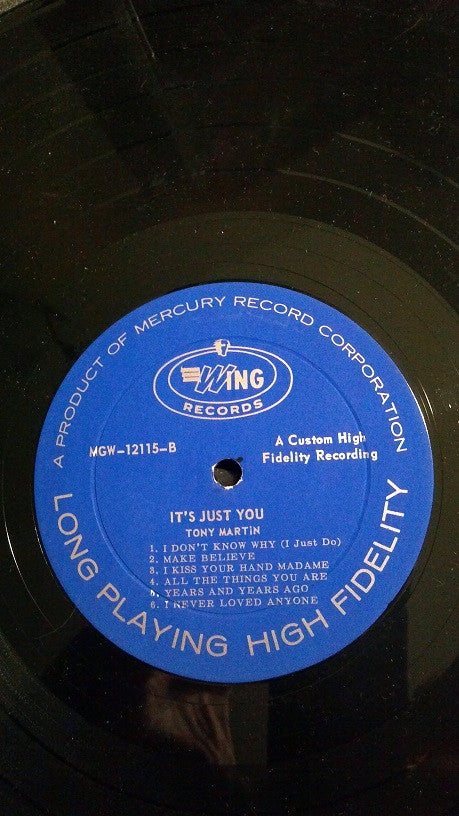 A PRODUCT OF MERCURY RECORD CORPORATION
WING
RECORDS
MGW-12115-B
A Custom High
Fidelity Recording
IT'S JUST YOU
TONY MARTIN
1. I DON'T KNOW WHY (I Just Do)
2. MAKE BELIEVE
3. I KISS YOUR HAND MADAME
4. ALL THE THINGS YOU ARE
5. YEARS AND YEARS AGO
6. I NEVER LOVED ANYONE
LONG PLAYING HIGH FIDELITY